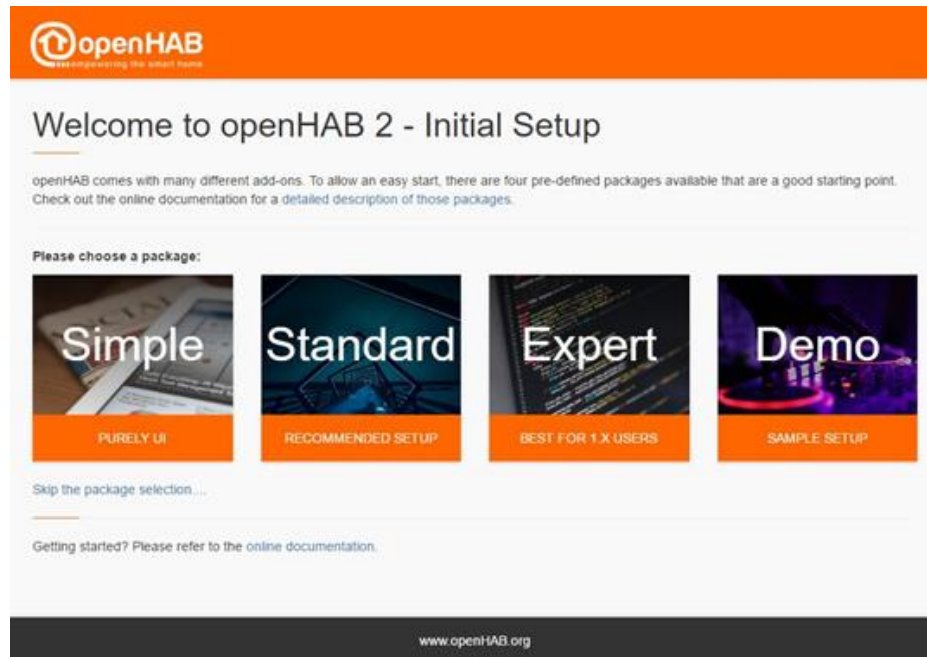 openHAB
empowering the smart home
Welcome to openHAB 2 - Initial Setup
openHAB comes with many different add-ons. To allow an easy start, there are four pre-defined packages available that are a good starting point.
Check out the online documentation for a detailed description of those packages.
Please choose a package:
Simple
PURELY UI
Standard
RECOMMENDED SETUP
Expert
BEST FOR 1.X USERS
Demo
SAMPLE SETUP
Skip the package selection....
Getting started? Please refer to the online documentation.
www.openHAB.org